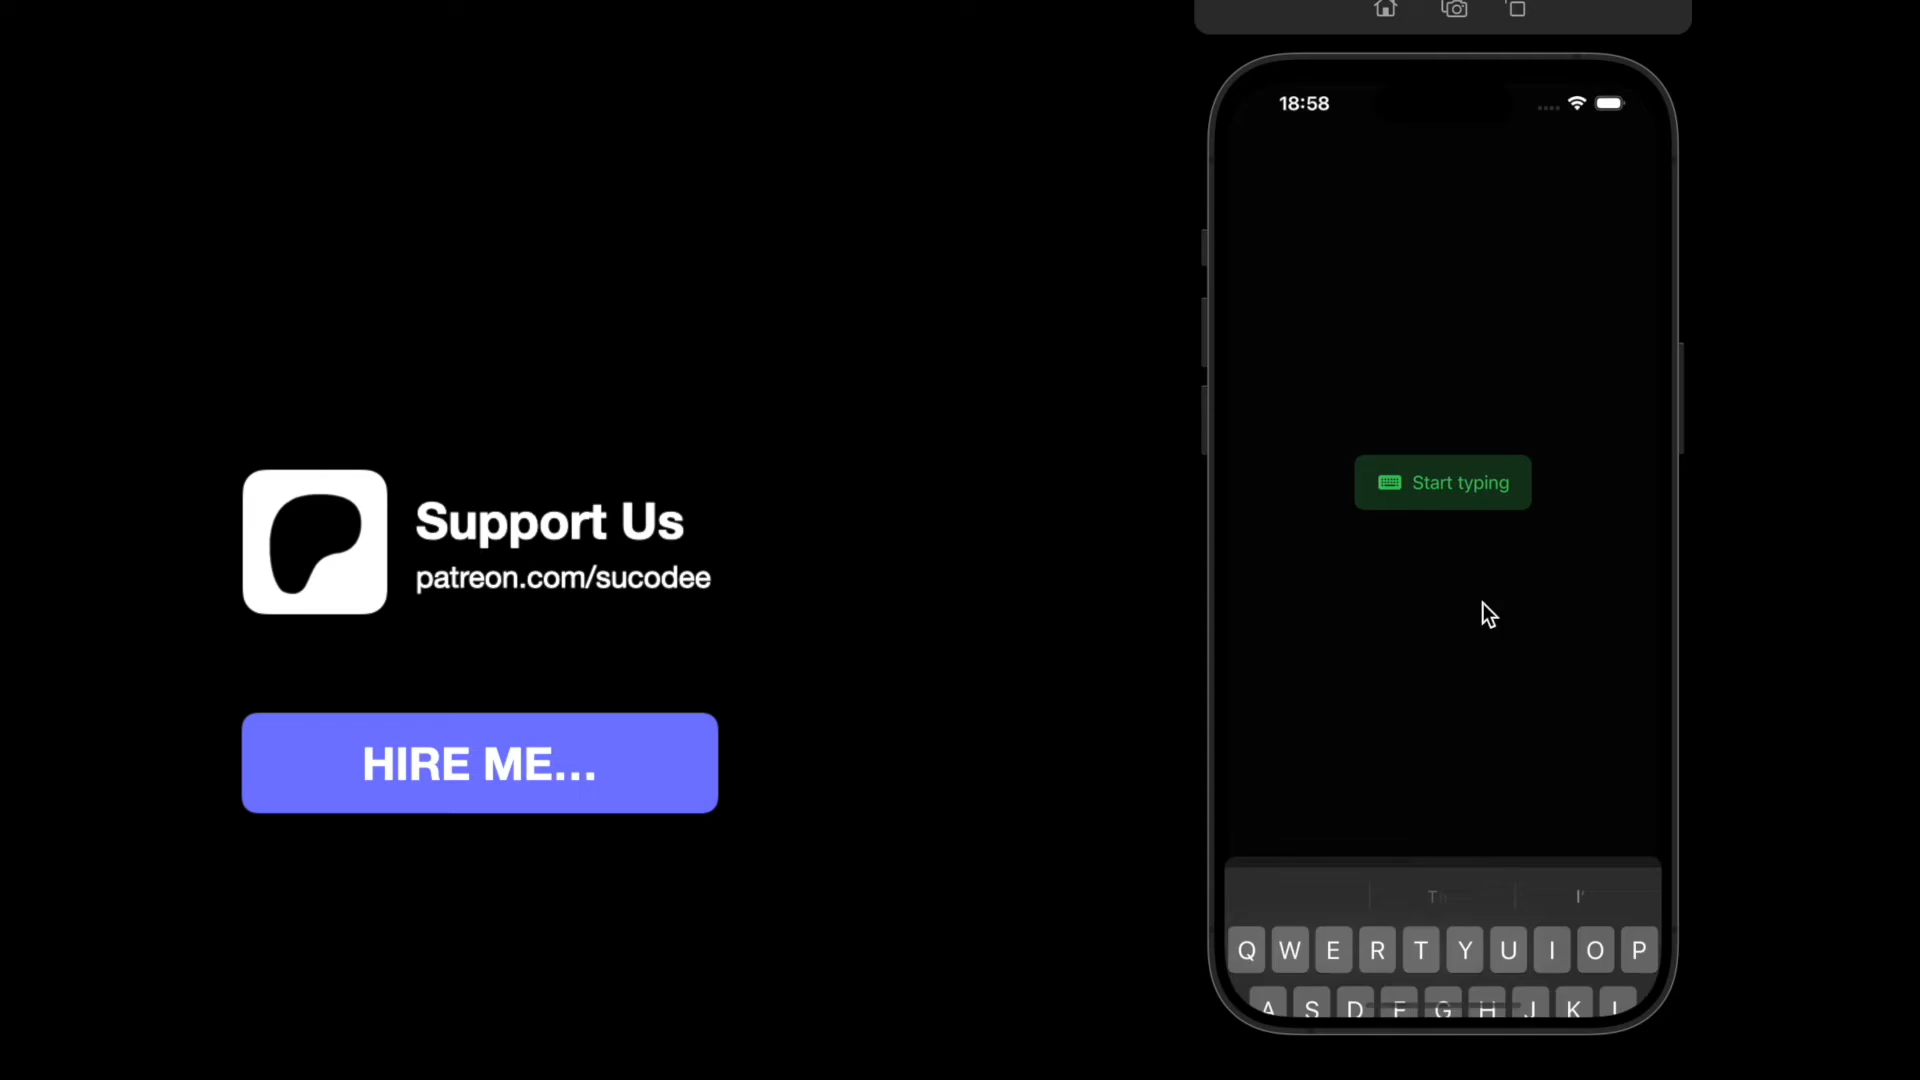 Support Us
patreon.com/sucodee
HIRE ME...
18:58
Start typing
Q W E R T Y U I O P
A S D F G H J K L